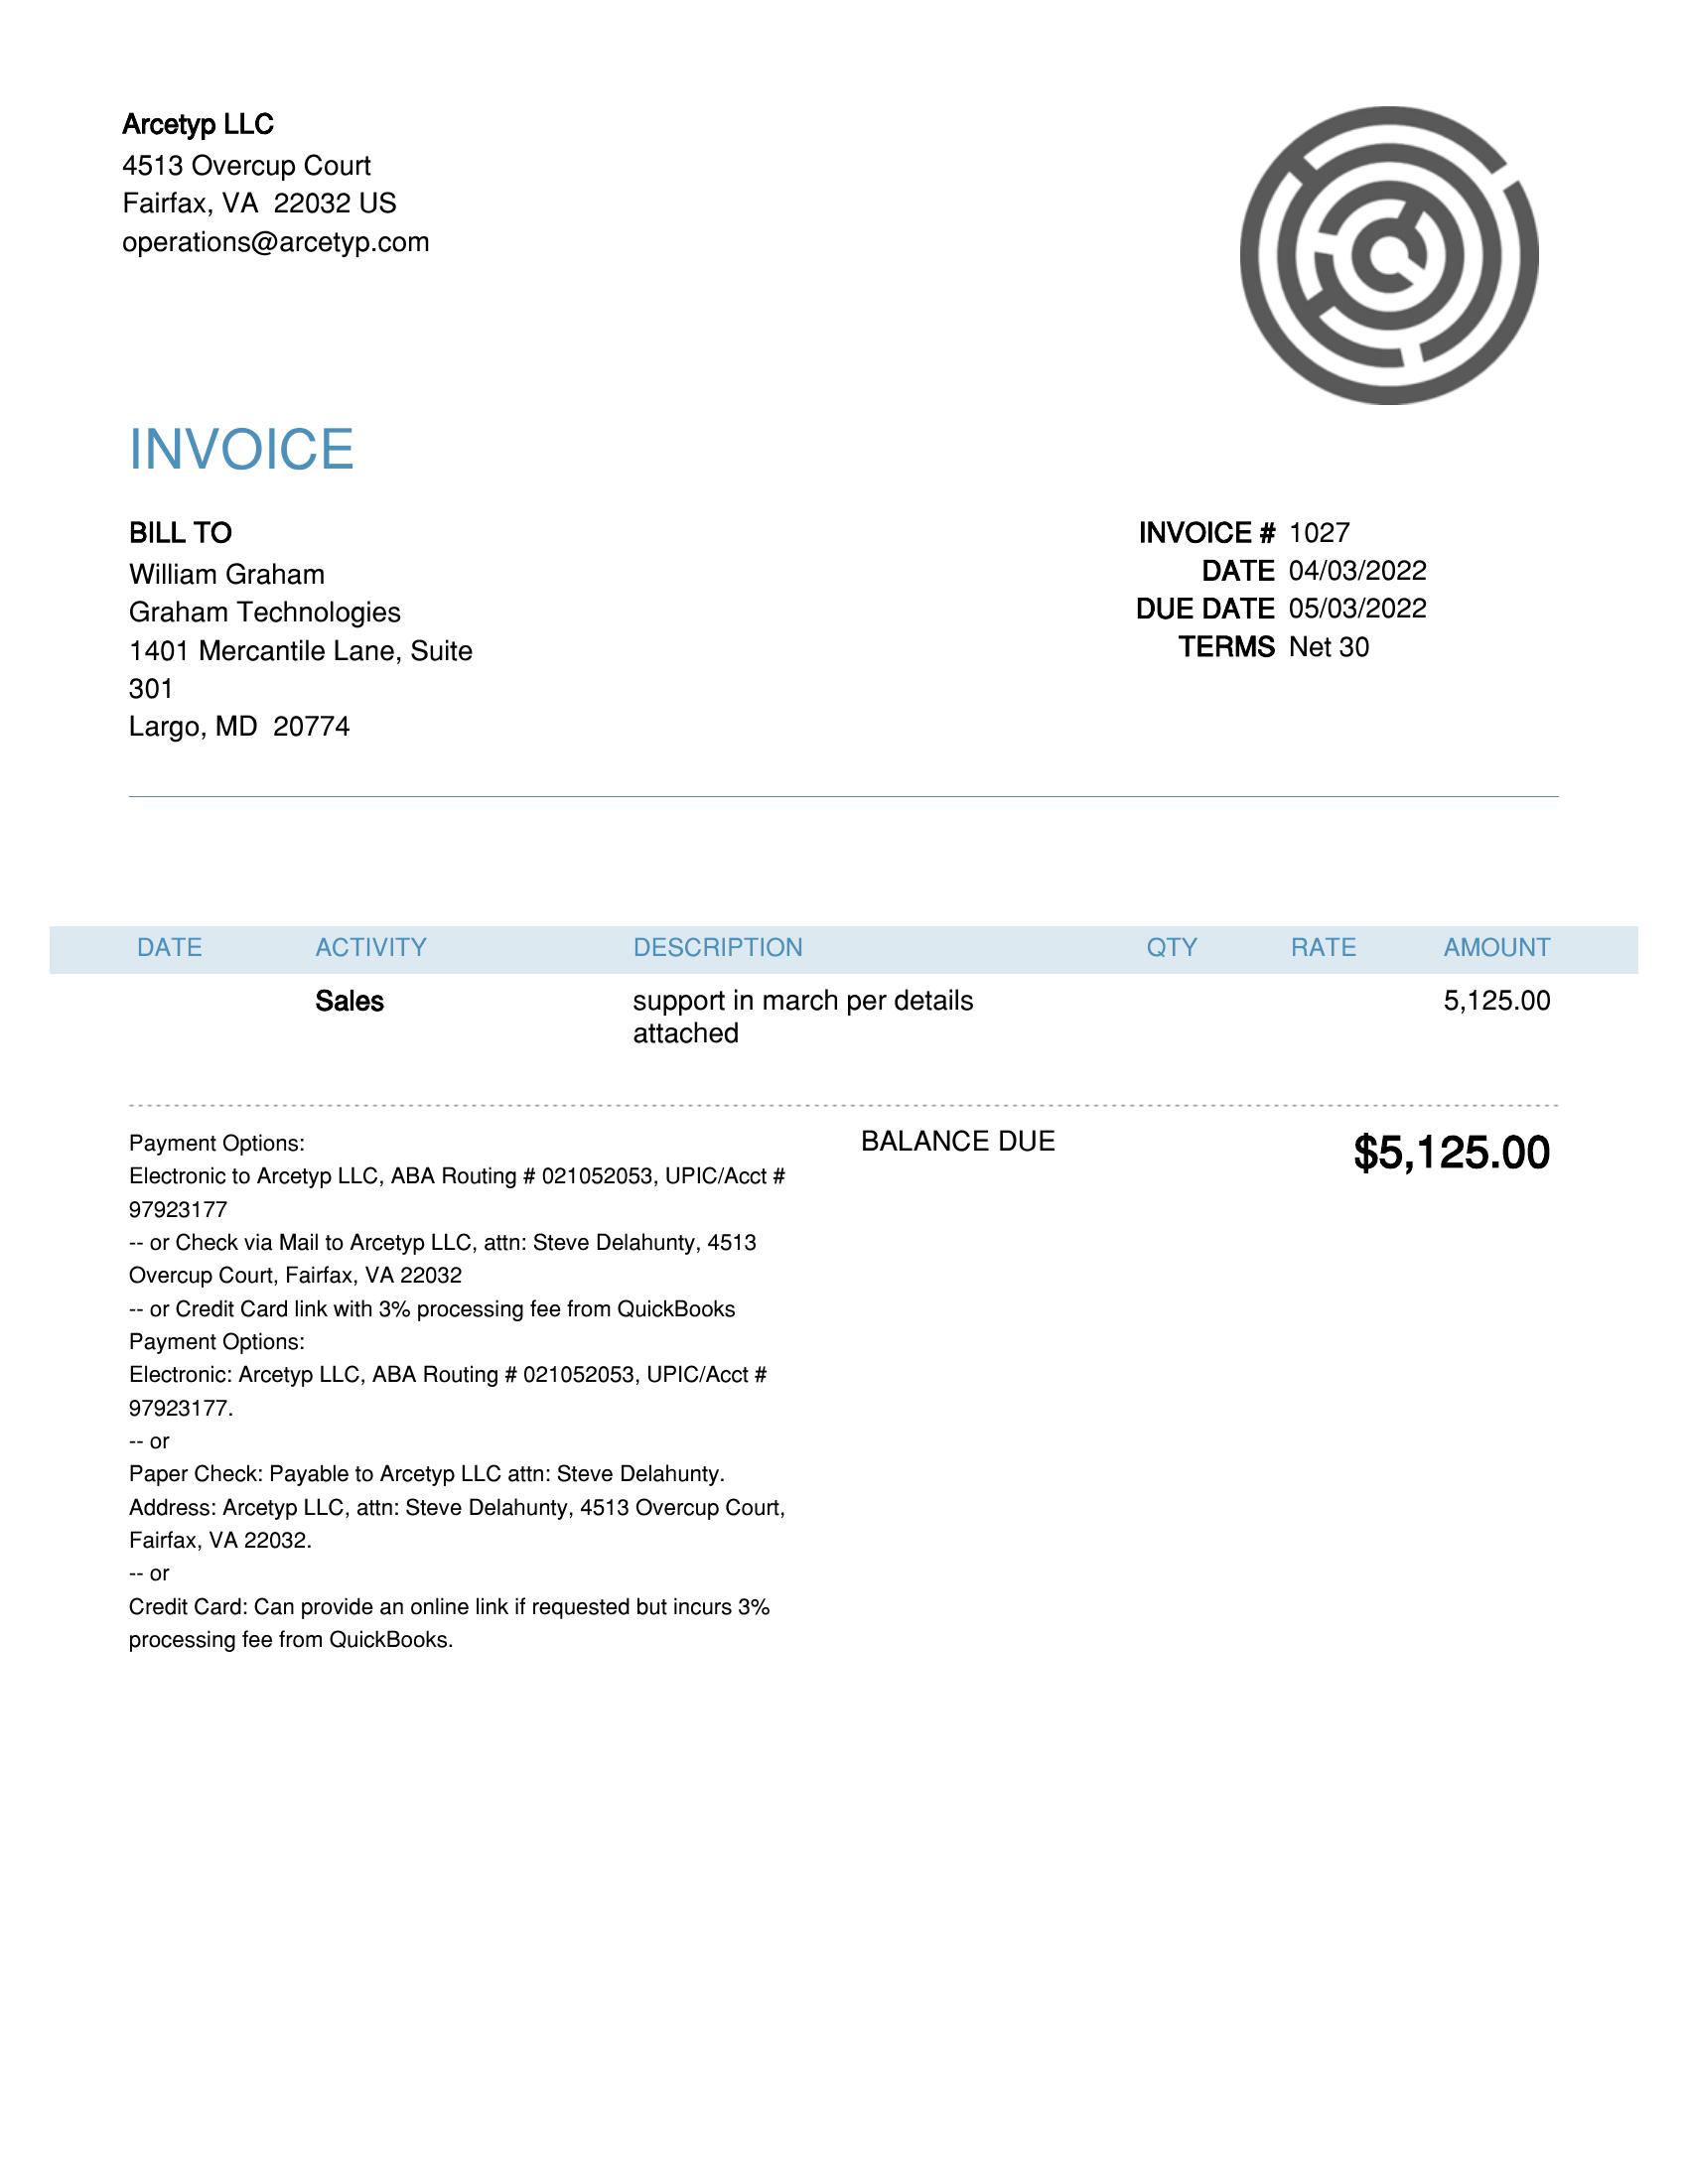 Arcetyp LLC
4513 Overcup Court
Fairfax, VA  22032 US
operations@arcetyp.com
INVOICE
BILL TO
William Graham
Graham Technologies
1401 Mercantile Lane, Suite
301
Largo, MD  20774
INVOICE # 1027
DATE 04/03/2022
DUE DATE 05/03/2022
TERMS Net 30
DATE ACTIVITY DESCRIPTION QTY RATE AMOUNT
Sales support in march per details 5,125.00
attached
Payment Options:
Electronic to Arcetyp LLC, ABA Routing # 021052053, UPIC/Acct #
97923177
-- or Check via Mail to Arcetyp LLC, attn: Steve Delahunty, 4513
Overcup Court, Fairfax, VA 22032
-- or Credit Card link with 3% processing fee from QuickBooks
Payment Options:
Electronic: Arcetyp LLC, ABA Routing # 021052053, UPIC/Acct #
97923177.
-- or
Paper Check: Payable to Arcetyp LLC attn: Steve Delahunty.
Address: Arcetyp LLC, attn: Steve Delahunty, 4513 Overcup Court,
Fairfax, VA 22032.
-- or
Credit Card: Can provide an online link if requested but incurs 3%
processing fee from QuickBooks.
BALANCE DUE $5,125.00